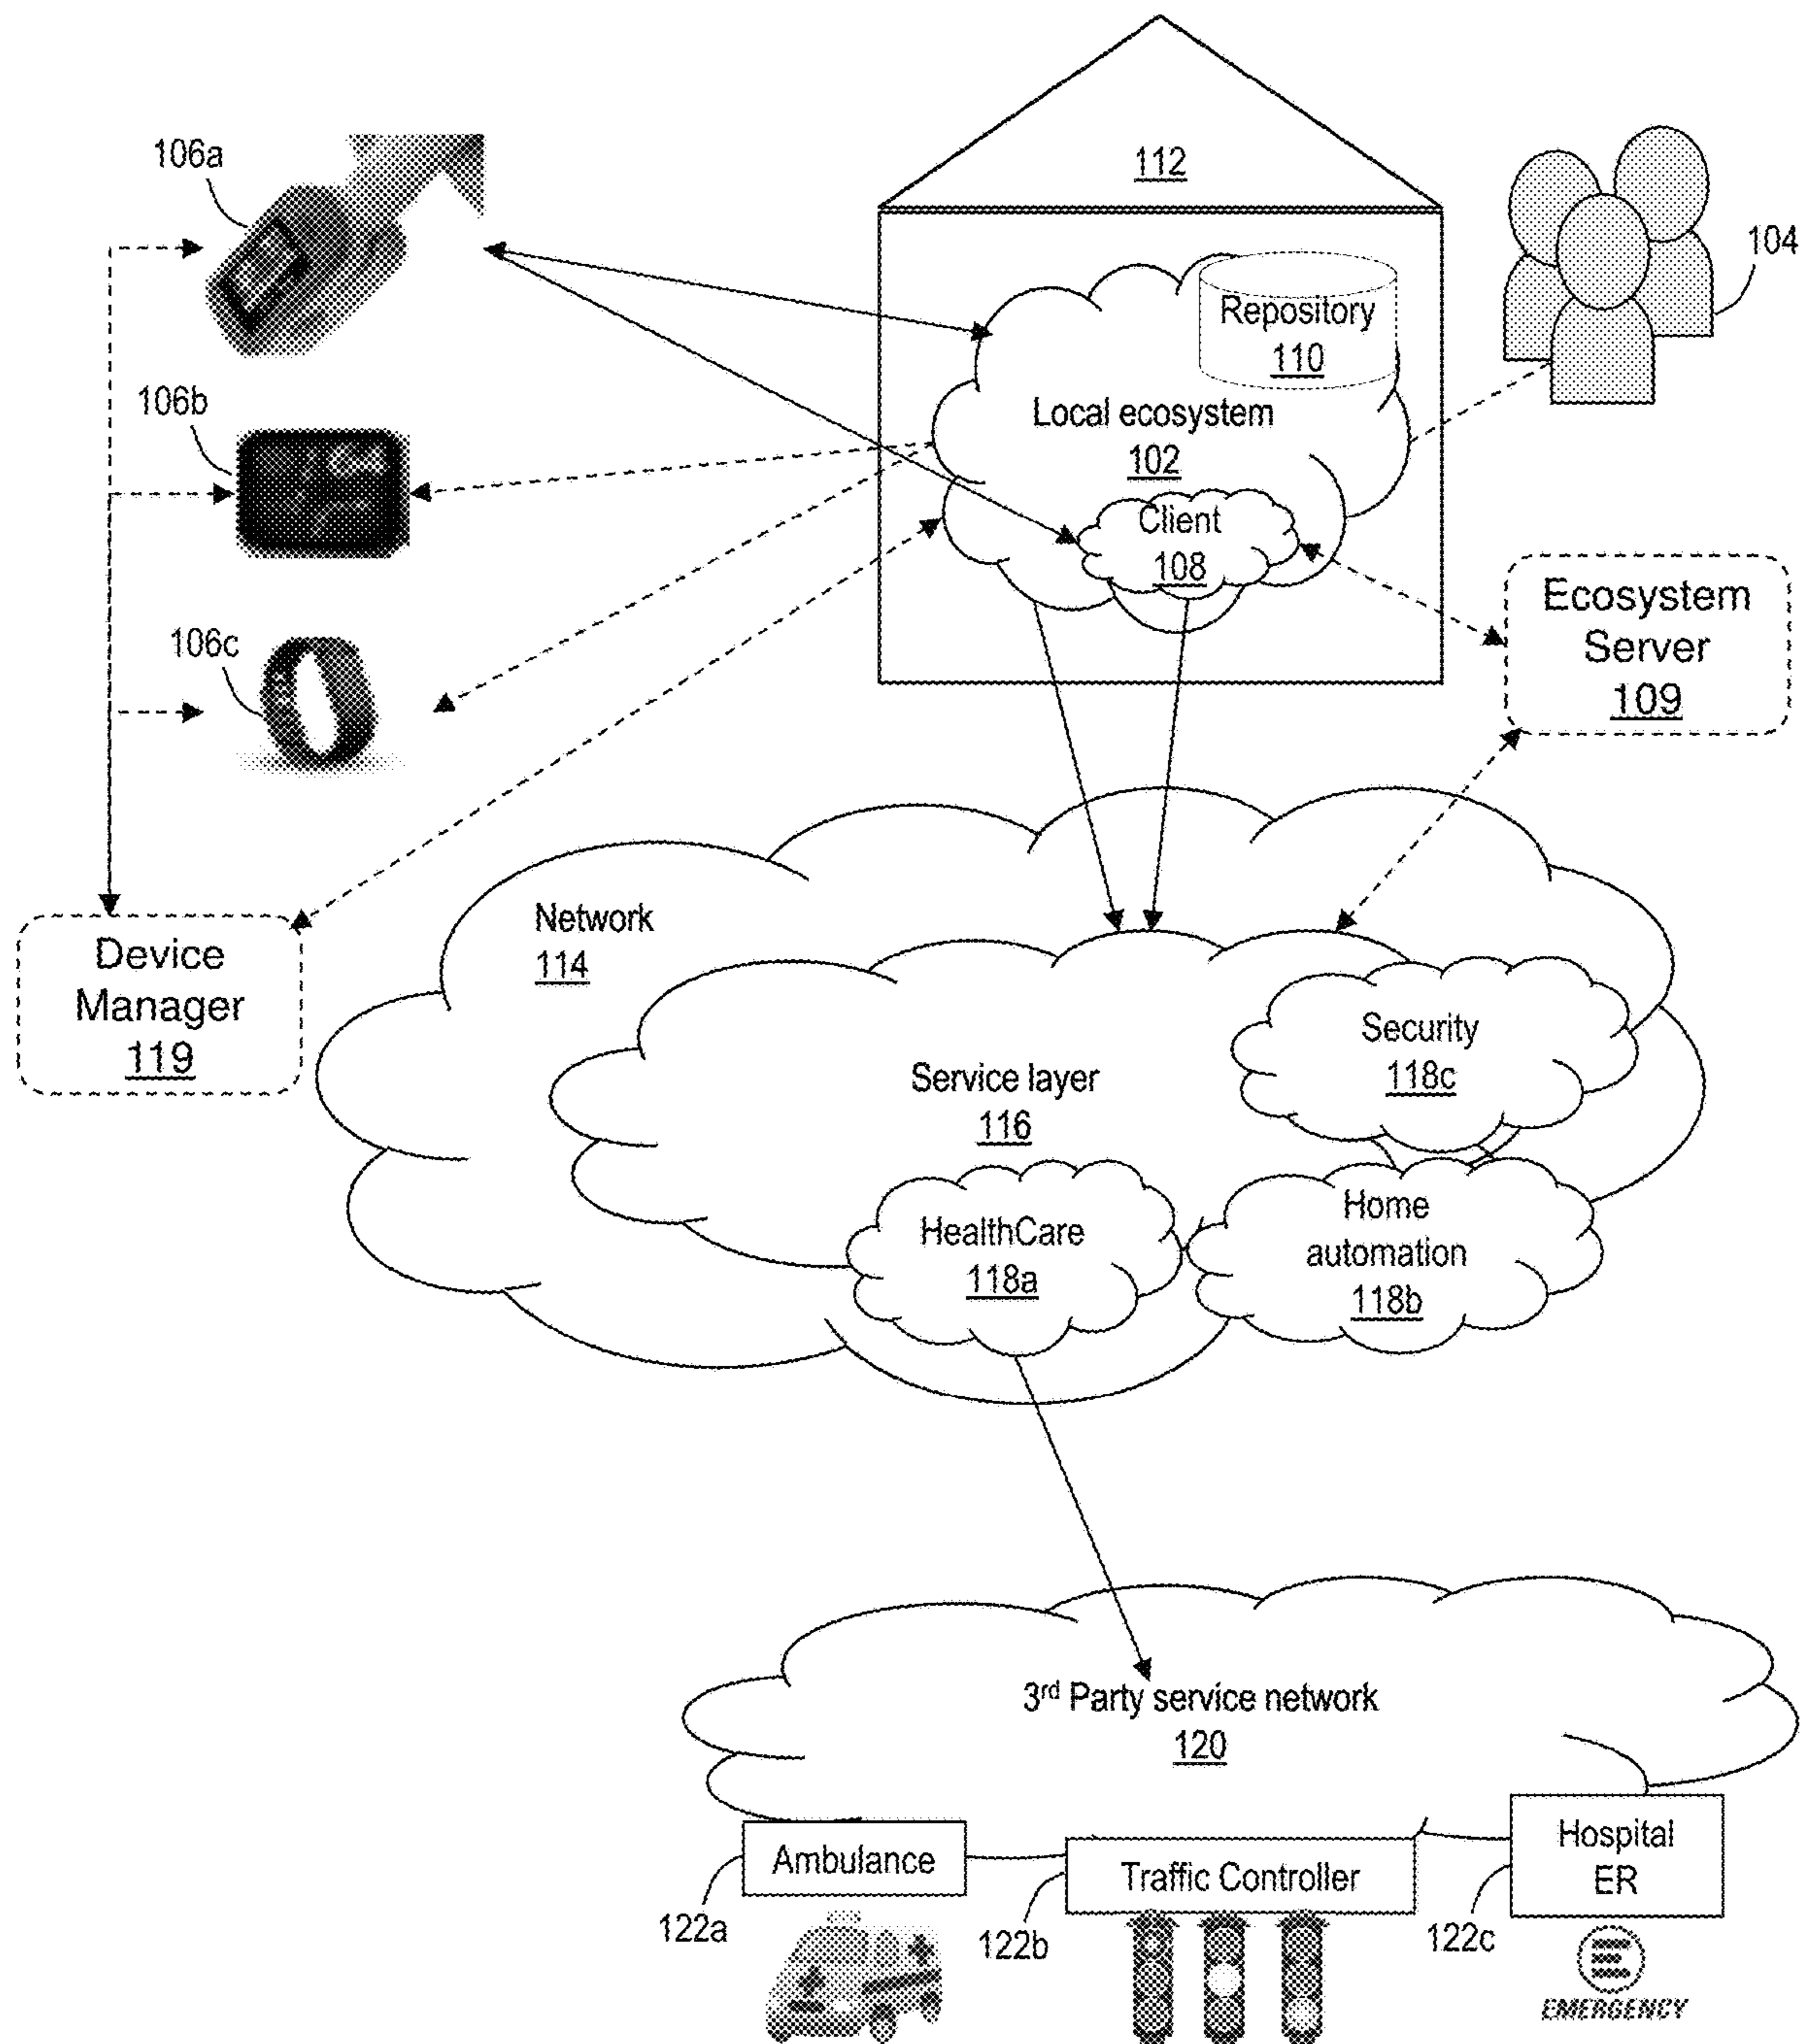 112
106a
104
Repository
110
106b
Local ecosystem
102
Client
108
Ecosystem
Server
109
106c
Network
114
Device
Manager
119
Security
118c
Service layer
116
Home
automation
118b
HealthCare
118a
3rd Party service network
120
Ambulance
Traffic Controller
Hospital
ER
122a
122b
122c
EMERGENCY